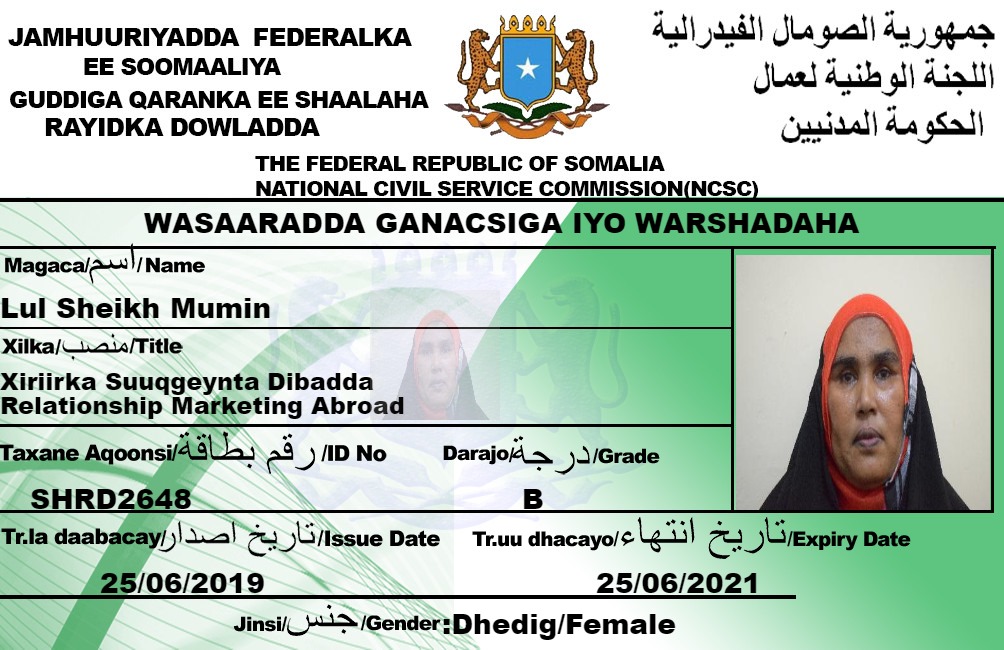 JAMHUURIYADDA FEDERALKA
EE SOOMAALIYA
GUDDIGA QARANKA EE SHAALAHA
RAYIDKA DOWLADDA
جمهورية الصومال الفيدرالية
اللجنة الوطنية لعمال
الحكومة المدنيين
THE FEDERAL REPUBLIC OF SOMALIA
NATIONAL CIVIL SERVICE COMMISSION(NCSC)
WASAARADDA GANACSIGA IYO WARSHADAHA
Magaca/اسم/Name
Lul Sheikh Mumin
Xilka/منصب/Title
Xiriirka Suuqgeynta Dibadda
Relationship Marketing Abroad
Taxane Aqoonsi/رقم بطاقة/ID No
Darajo/درجة/Grade
SHRD2648
B
Tr.la daabacay/تاريخ اصدار/Issue Date
Tr.uu dhacayo/تاريخ انتهاء/Expiry Date
25/06/2019
25/06/2021
Jinsi/جنس/Gender:Dhedig/Female